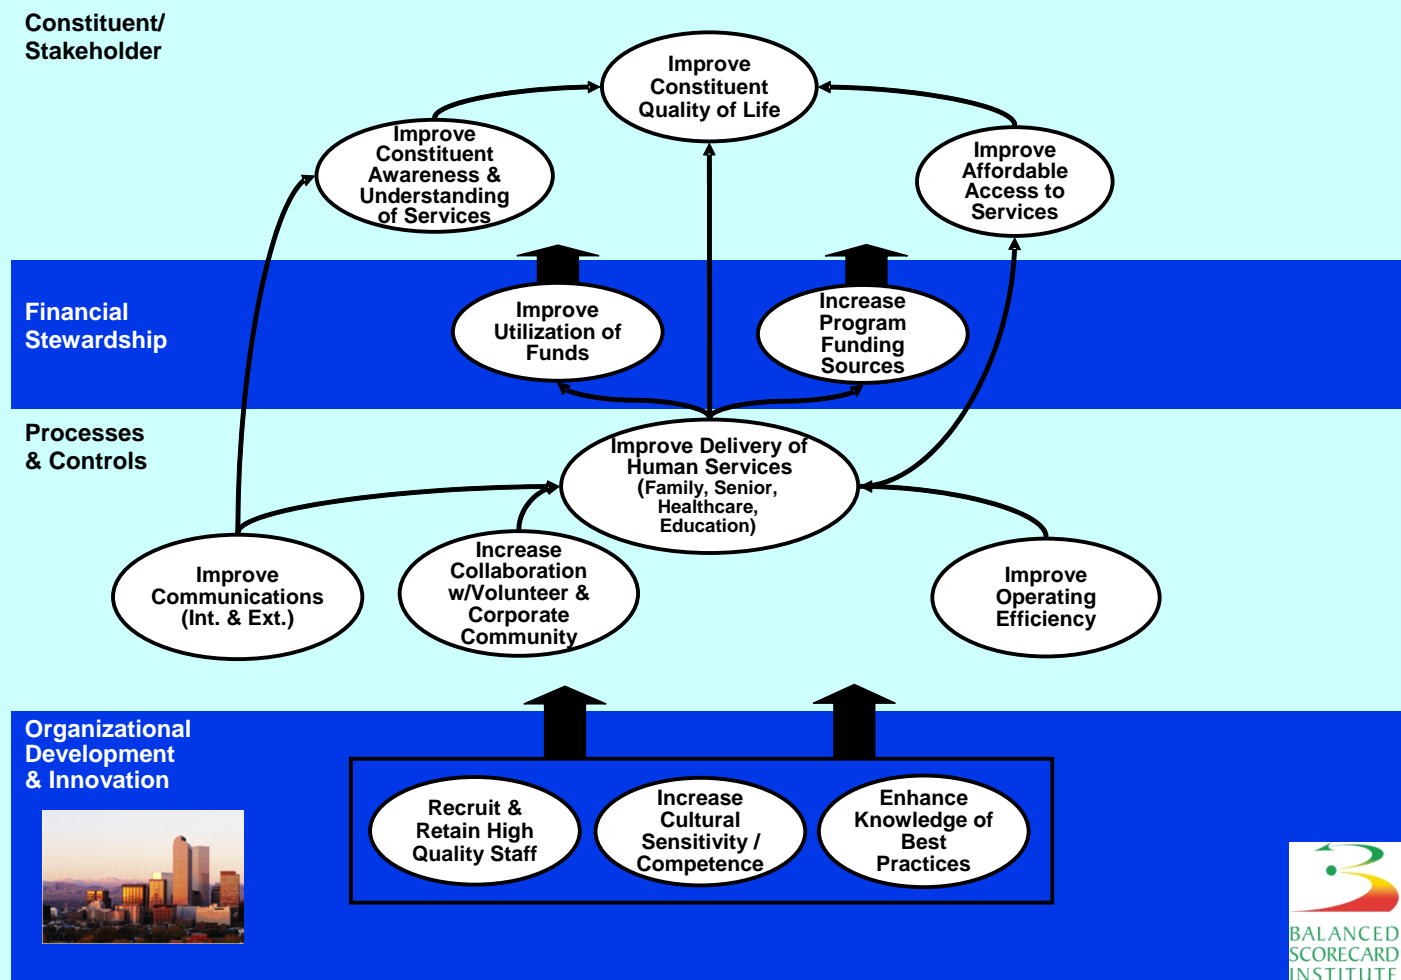 Constituent/
Stakeholder
Improve
Constituent
Quality of Life
Improve
Constituent
Awareness &
Understanding
of Services
Improve
Affordable
Access to
Services
Financial
Stewardship
Improve
Utilization of
Funds
Increase
Program
Funding
Sources
Processes
& Controls
Improve Delivery of
Human Services
(Family, Senior,
Healthcare,
Education)
Improve
Communications
(Int. & Ext.)
Increase
Collaboration
w/Volunteer &
Corporate
Community
Improve
Operating
Efficiency
Organizational
Development
& Innovation
Recruit &
Retain High
Quality Staff
Increase
Cultural
Sensitivity /
Competence
Enhance
Knowledge of
Best
Practices
BALANCED
SCORECARD
INSTITUTE